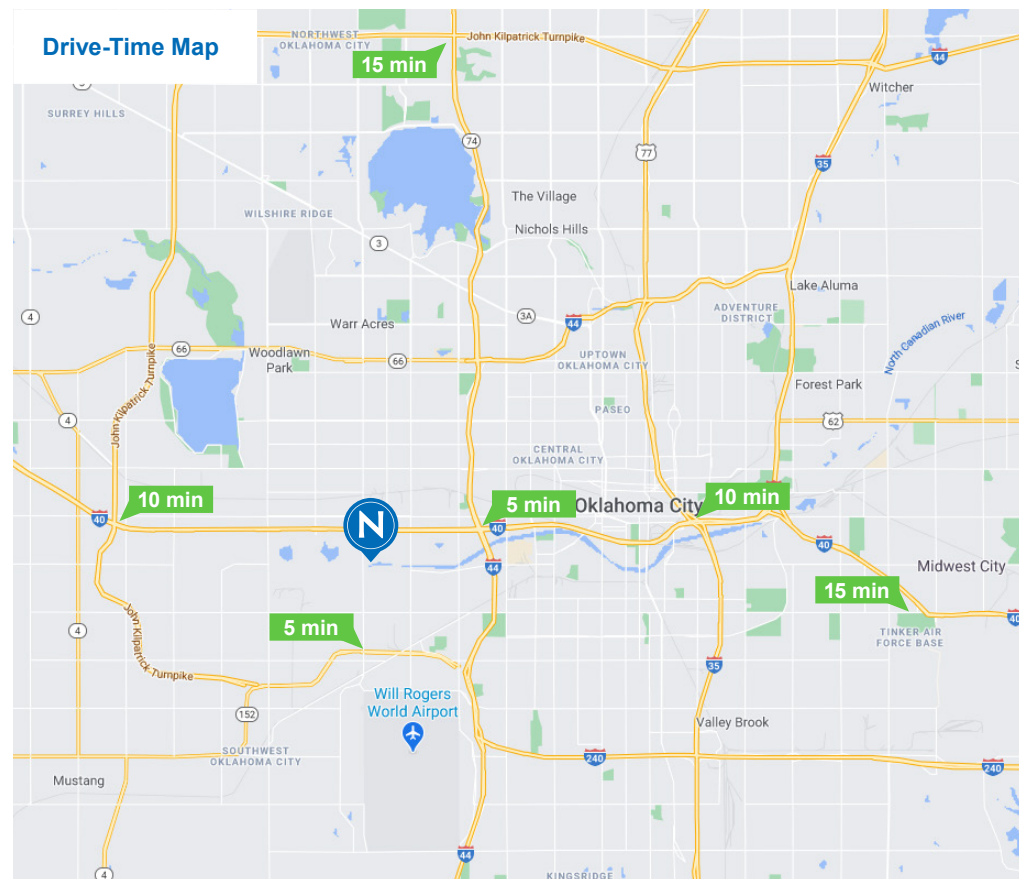 Drive-Time Map
NORTHWEST
OKLAHOMA CITY
John Kilpatrick Turnpike
15 min
44
Witcher
3
SURREY HILLS
74
77
35
The Village
WILSHIRE RIDGE
Nichols Hills
3
Lake Aluma
4
3A
44
ADVENTURE
DISTRICT
North Canadian River
Warr Acres
66
Woodlawn
Park
66
UPTOWN
OKLAHOMA CITY
S
John Kilpatrick Turnpike
Forest Park
4
PASEO
62
CENTRAL
OKLAHOMA CITY
10 min
5 min
Oklahoma City
10 min
40
N
40
40
44
Midwest City
15 min
40
4
John Kilpatrick Turnpike
5 min
TINKER AIR
FORCE BASE
35
Will Rogers
World Airport
152
Valley Brook
SOUTHWEST
OKLAHOMA CITY
240
240
Mustang
44
4
KINGSRIDGE